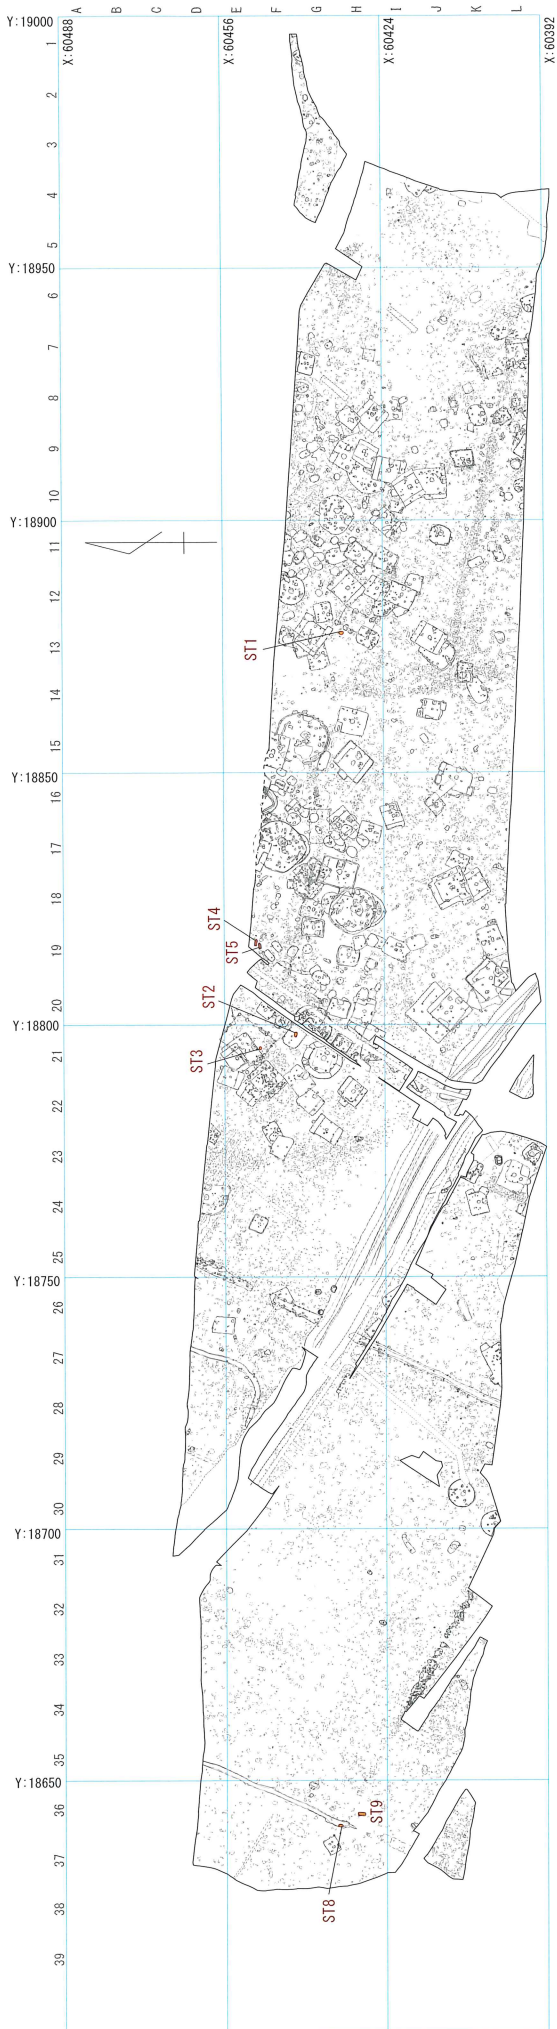 Y:19000
A
B
C
D
E
F
G
H
I
J
K
L
X:60488
X:60456
X:60424
X:60392
1
2
3
4
5
Y:18950
6
7
8
9
10
Y:18900
11
12
13
ST1
14
15
Y:18850
16
17
18
ST4
19
ST5
ST2
20
Y:18800
21
ST3
22
23
24
25
Y:18750
26
27
28
29
30
Y:18700
31
32
33
34
35
Y:18650
36
ST9
37
ST8
38
39